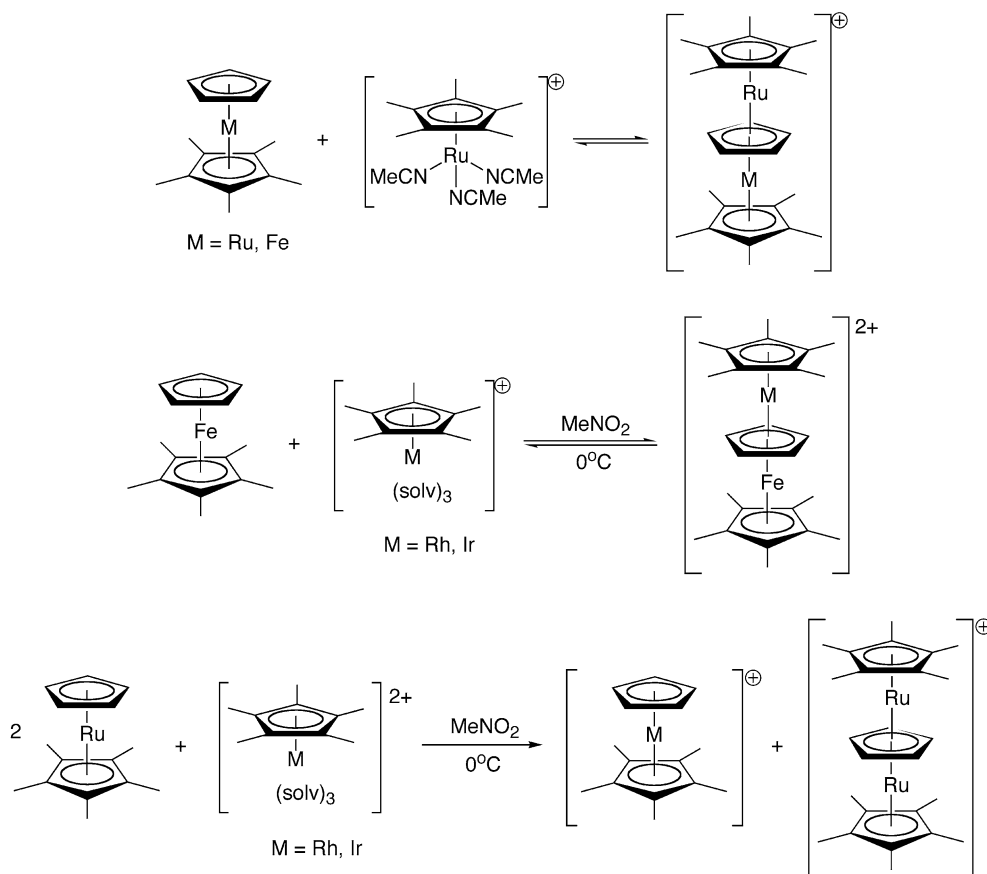 ⊕
Ru
M
+
Ru
MeCN
NCMe
NCMe
⊕
M
M = Ru, Fe
2+
M
Fe
+
M
(solv)₃
⊕
MeNO₂
0°C
Fe
M = Rh, Ir
⊕
2
Ru
+
M
(solv)₃
2+
MeNO₂
0°C
M
⊕
+
Ru
Ru
M = Rh, Ir